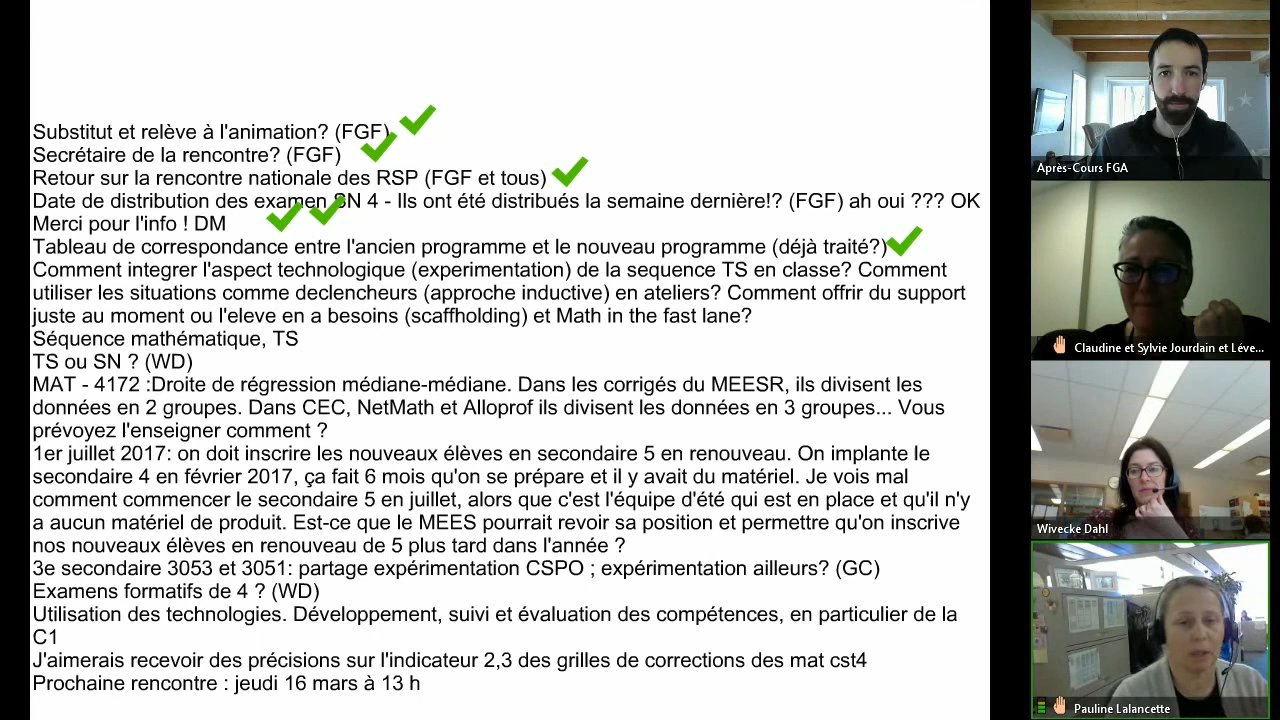 Substitut et relève à l'animation? (FGF)
Secrétaire de la rencontre? (FGF)
Retour sur la rencontre nationale des RSP (FGF et tous)
Date de distribution des examen SN 4 - Ils ont été distribués la semaine dernière!? (FGF) ah oui ??? OK
Merci pour l'info ! DM
Tableau de correspondance entre l'ancien programme et le nouveau programme (déjà traité?)
Comment integrer l'aspect technologique (experimentation) de la sequence TS en classe? Comment
utiliser les situations comme declencheurs (approche inductive) en ateliers? Comment offrir du support
juste au moment ou l'eleve en a besoins (scaffholding) et Math in the fast lane?
Séquence mathématique, TS
TS ou SN ? (WD)
MAT - 4172 :Droite de régression médiane-médiane. Dans les corrigés du MEESR, ils divisent les
données en 2 groupes. Dans CEC, NetMath et Alloprof ils divisent les données en 3 groupes... Vous
prévoyez l'enseigner comment ?
1er juillet 2017: on doit inscrire les nouveaux élèves en secondaire 5 en renouveau. On implante le
secondaire 4 en février 2017, ça fait 6 mois qu'on se prépare et il y avait du matériel. Je vois mal
comment commencer le secondaire 5 en juillet, alors que c'est l'équipe d'été qui est en place et qu'il n'y
a aucun matériel de produit. Est-ce que le MEES pourrait revoir sa position et permettre qu'on inscrive
nos nouveaux élèves en renouveau de 5 plus tard dans l'année ?
3e secondaire 3053 et 3051: partage expérimentation CSPO ; expérimentation ailleurs? (GC)
Examens formatifs de 4 ? (WD)
Utilisation des technologies. Développement, suivi et évaluation des compétences, en particulier de la
C1
J'aimerais recevoir des précisions sur l'indicateur 2,3 des grilles de corrections des mat cst4
Prochaine rencontre : jeudi 16 mars à 13 h
Après-Cours FGA
Claudine et Sylvie Jourdain et Léve...
Wivecke Dahl
Pauline Lalancette